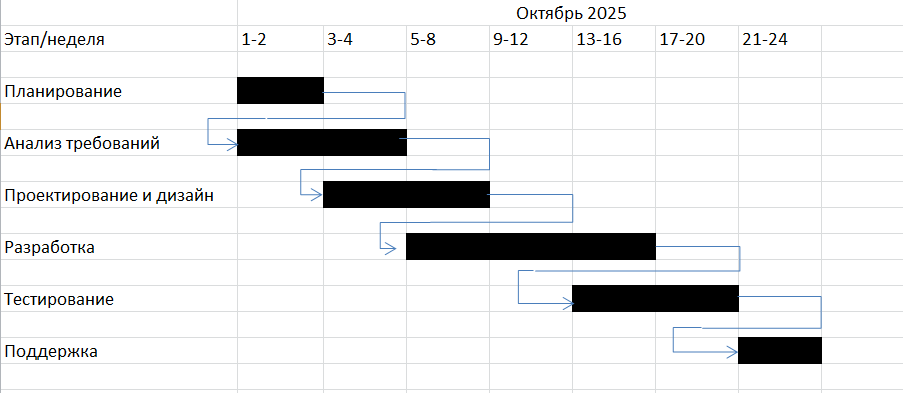 Октябрь 2025
Этап/неделя 1-2 3-4 5-8 9-12 13-16 17-20 21-24
Планирование
Анализ требований
Проектирование и дизайн
Разработка
Тестирование
Поддержка